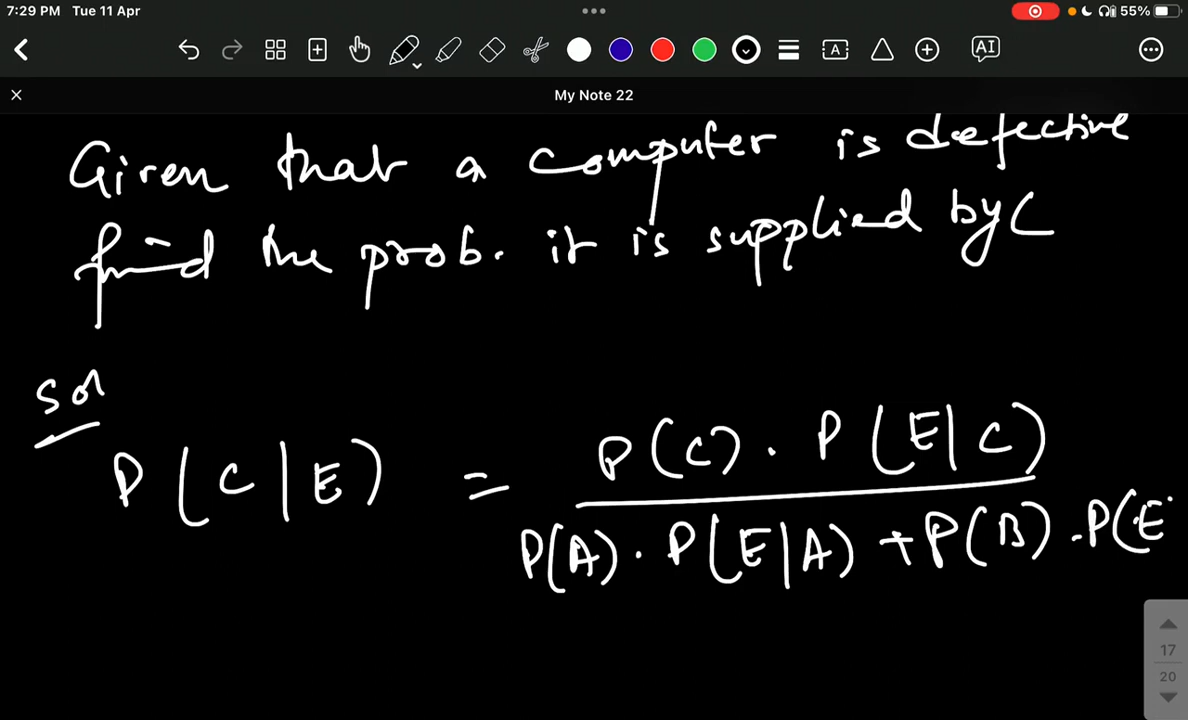 7:29 PM Tue 11 Apr
55%
A
AI
My Note 22
Given that a computer is defective
find the prob. it is supplied by C
Sol
P(C|E) = P(C) . P(E|C)
P(A) . P(E|A) + P(B) . P(E
17
20